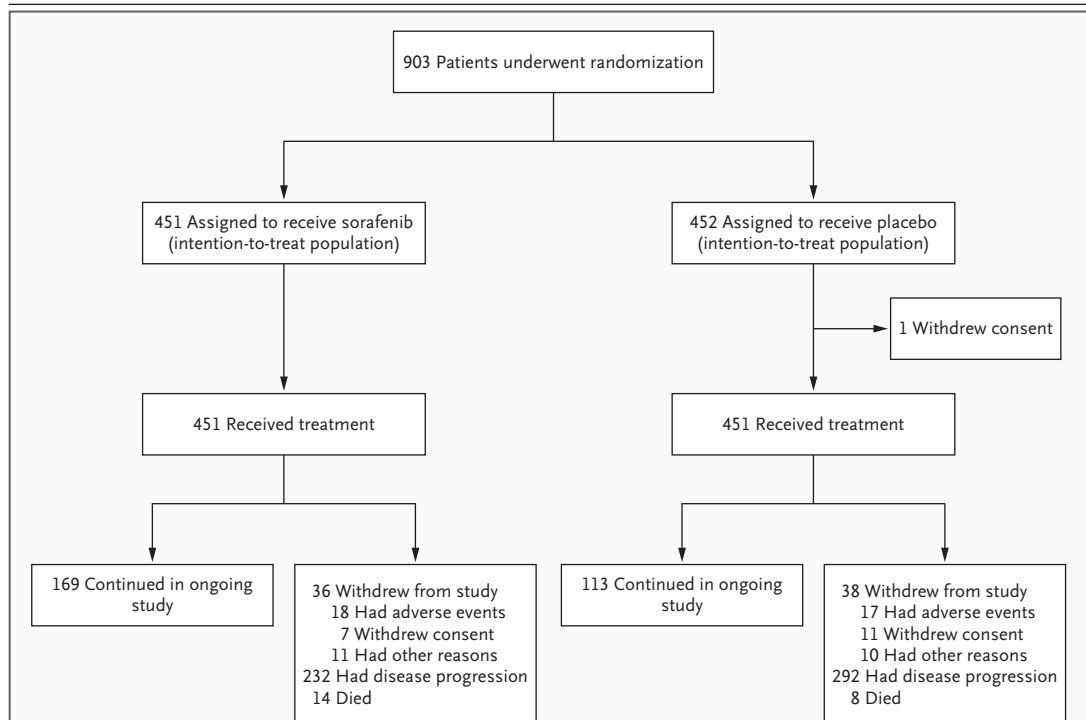 903 Patients underwent randomization
451 Assigned to receive sorafenib
(intention-to-treat population)
452 Assigned to receive placebo
(intention-to-treat population)
1 Withdrew consent
451 Received treatment
451 Received treatment
169 Continued in ongoing
study
36 Withdrew from study
18 Had adverse events
7 Withdrew consent
11 Had other reasons
232 Had disease progression
14 Died
113 Continued in ongoing
study
38 Withdrew from study
17 Had adverse events
11 Withdrew consent
10 Had other reasons
292 Had disease progression
8 Died